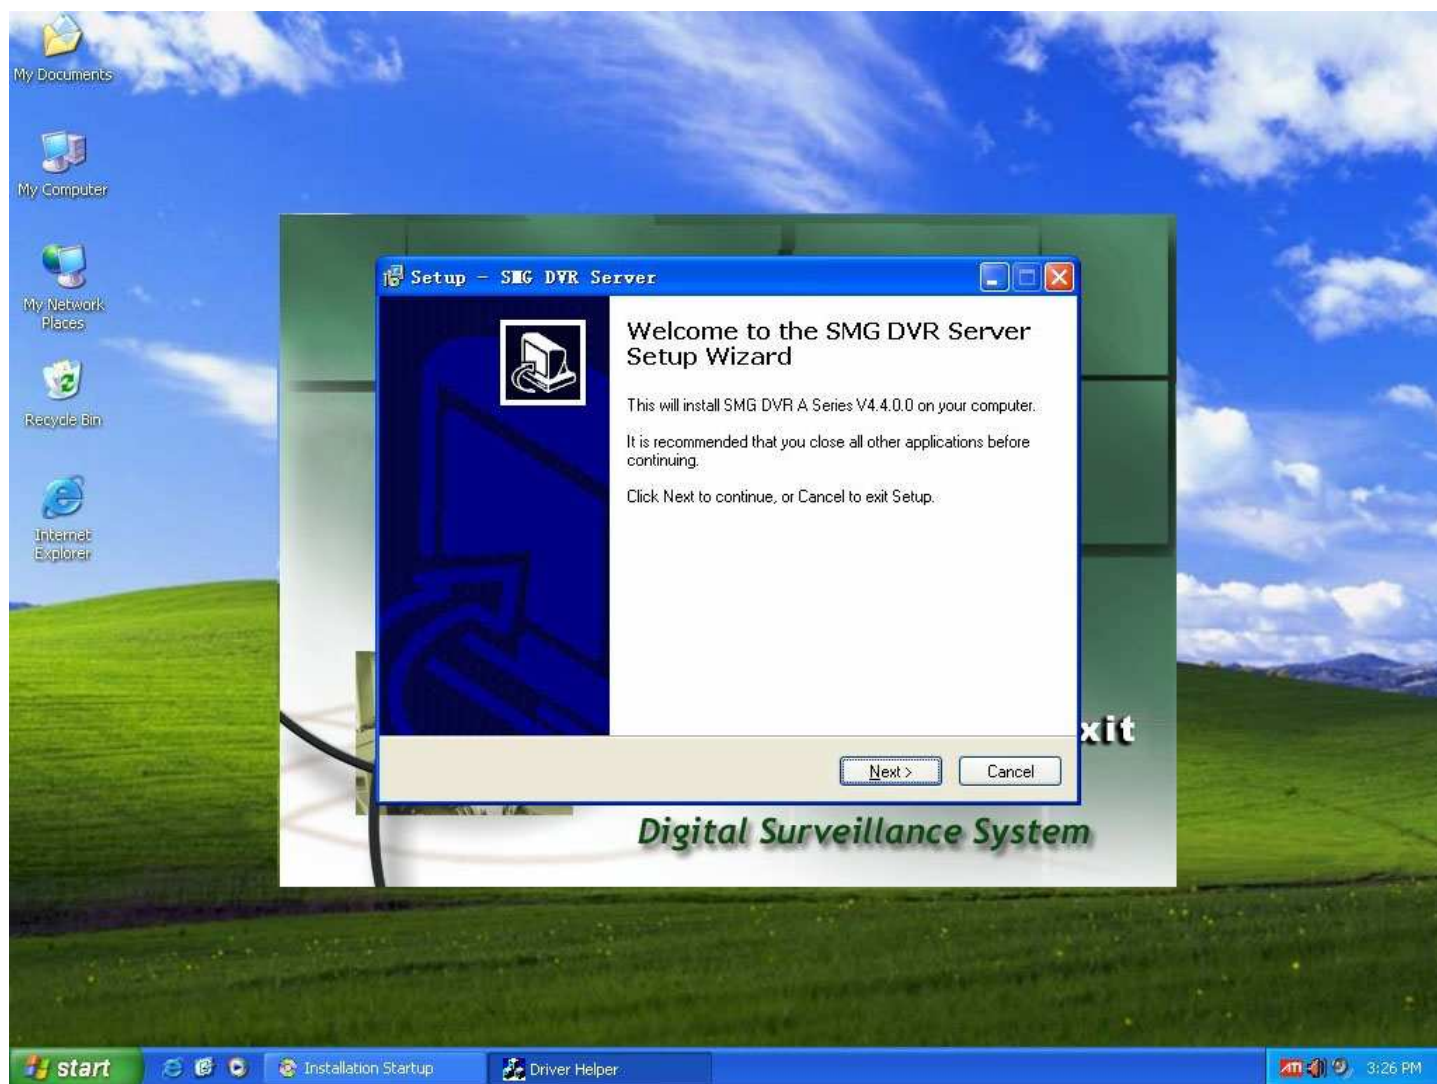 My Documents
My Computer
My Network
Places
Recycle Bin
Internet
Explorer
Setup - SMG DVR Server
Welcome to the SMG DVR Server
Setup Wizard
This will install SMG DVR A Series V4.4.0.0 on your computer.
It is recommended that you close all other applications before
continuing.
Click Next to continue, or Cancel to exit Setup.
xit
Next >
Cancel
Digital Surveillance System
start
Installation Startup
Driver Helper
ATI
3:26 PM